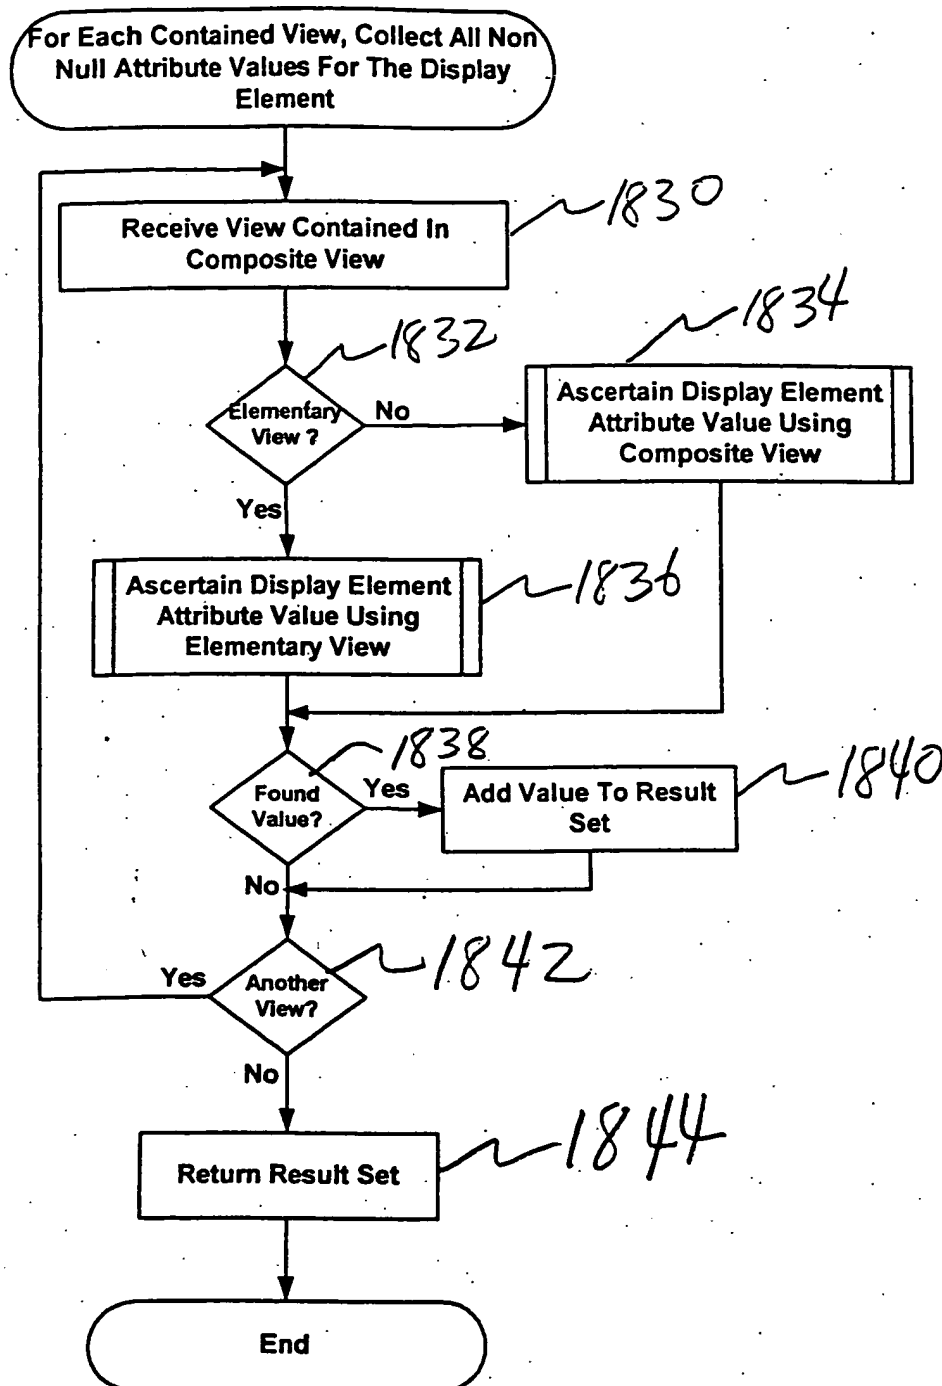 For Each Contained View, Collect All Non
Null Attribute Values For The Display
Element
Receive View Contained In
Composite View
1830
1832
Elementary
View ?
No
Yes
1834
Ascertain Display Element
Attribute Value Using
Composite View
Ascertain Display Element
Attribute Value Using
Elementary View
1836
1838
Found
Value?
Yes
No
Add Value To Result
Set
1840
1842
Another
View?
Yes
No
Return Result Set
1844
End